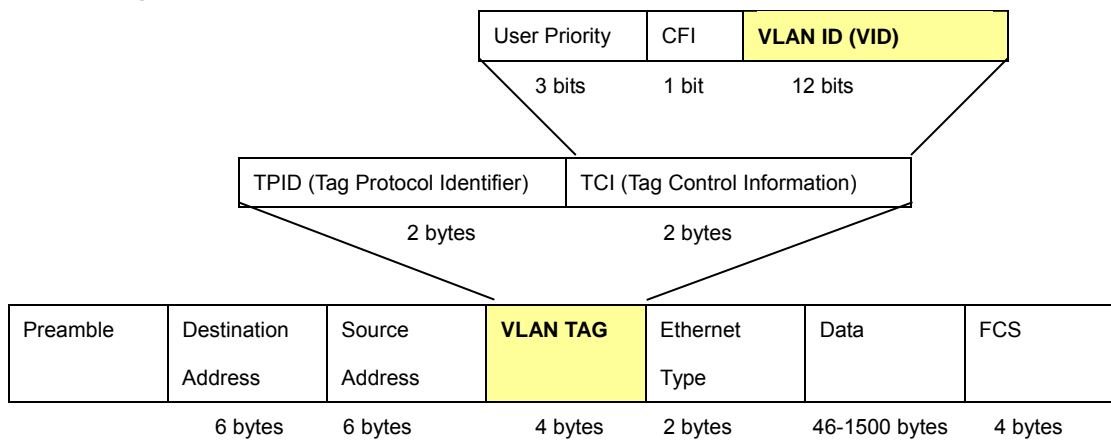 User Priority CFI VLAN ID (VID)
3 bits 1 bit 12 bits
TPID (Tag Protocol Identifier) TCI (Tag Control Information)
2 bytes 2 bytes
Preamble Destination Source VLAN TAG Ethernet Data FCS
Address Address Type
6 bytes 6 bytes 4 bytes 2 bytes 46-1500 bytes 4 bytes